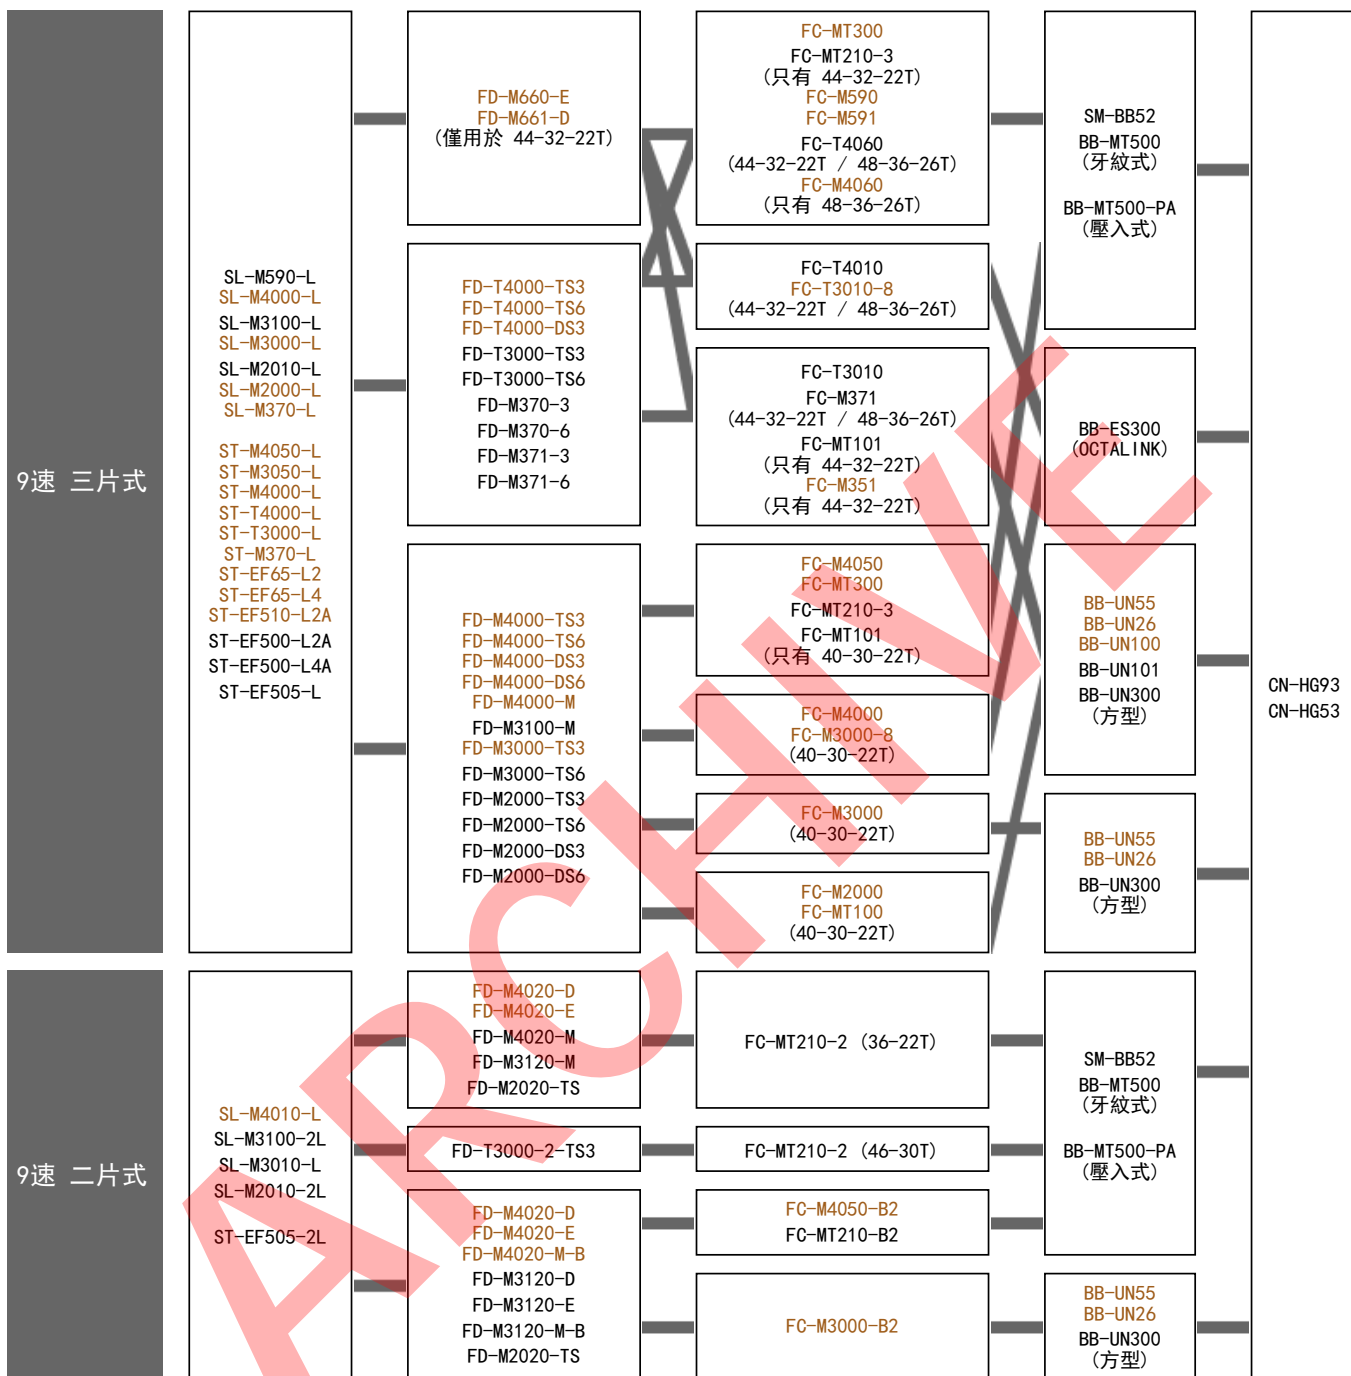 9速 三片式
SL-M590-L
SL-M4000-L
SL-M3100-L
SL-M3000-L
SL-M2010-L
SL-M2000-L
SL-M370-L
ST-M4050-L
ST-M3050-L
ST-M4000-L
ST-T4000-L
ST-T3000-L
ST-M370-L
ST-EF65-L2
ST-EF65-L4
ST-EF510-L2A
ST-EF500-L2A
ST-EF500-L4A
ST-EF505-L
FD-M660-E
FD-M661-D
(僅用於 44-32-22T)
FD-T4000-TS3
FD-T4000-TS6
FD-T4000-DS3
FD-T3000-TS3
FD-T3000-TS6
FD-M370-3
FD-M370-6
FD-M371-3
FD-M371-6
FD-M4000-TS3
FD-M4000-TS6
FD-M4000-DS3
FD-M4000-DS6
FD-M4000-M
FD-M3100-M
FD-M3000-TS3
FD-M3000-TS6
FD-M2000-TS3
FD-M2000-TS6
FD-M2000-DS3
FD-M2000-DS6
FC-MT300
FC-MT210-3
(只有 44-32-22T)
FC-M590
FC-M591
FC-T4060
(44-32-22T / 48-36-26T)
FC-M4060
(只有 48-36-26T)
FC-T4010
FC-T3010-8
(44-32-22T / 48-36-26T)
FC-T3010
FC-M371
(44-32-22T / 48-36-26T)
FC-MT101
(只有 44-32-22T)
FC-M351
(只有 44-32-22T)
FC-M4050
FC-MT300
FC-MT210-3
FC-MT101
(只有 40-30-22T)
FC-M4000
FC-M3000-8
(40-30-22T)
FC-M3000
(40-30-22T)
FC-M2000
FC-MT100
(40-30-22T)
SM-BB52
BB-MT500
(牙紋式)
BB-MT500-PA
(壓入式)
BB-ES300
(OCTALINK)
BB-UN55
BB-UN26
BB-UN100
BB-UN101
BB-UN300
(方型)
BB-UN55
BB-UN26
BB-UN300
(方型)
CN-HG93
CN-HG53
9速 二片式
SL-M4010-L
SL-M3100-2L
SL-M3010-L
SL-M2010-2L
ST-EF505-2L
FD-M4020-D
FD-M4020-E
FD-M4020-M
FD-M3120-M
FD-M2020-TS
FD-T3000-2-TS3
FD-M4020-D
FD-M4020-E
FD-M4020-M-B
FD-M3120-D
FD-M3120-E
FD-M3120-M-B
FD-M2020-TS
FC-MT210-2 (36-22T)
FC-MT210-2 (46-30T)
FC-M4050-B2
FC-MT210-B2
FC-M3000-B2
SM-BB52
BB-MT500
(牙紋式)
BB-MT500-PA
(壓入式)
BB-UN55
BB-UN26
BB-UN300
(方型)
ARCHIVE